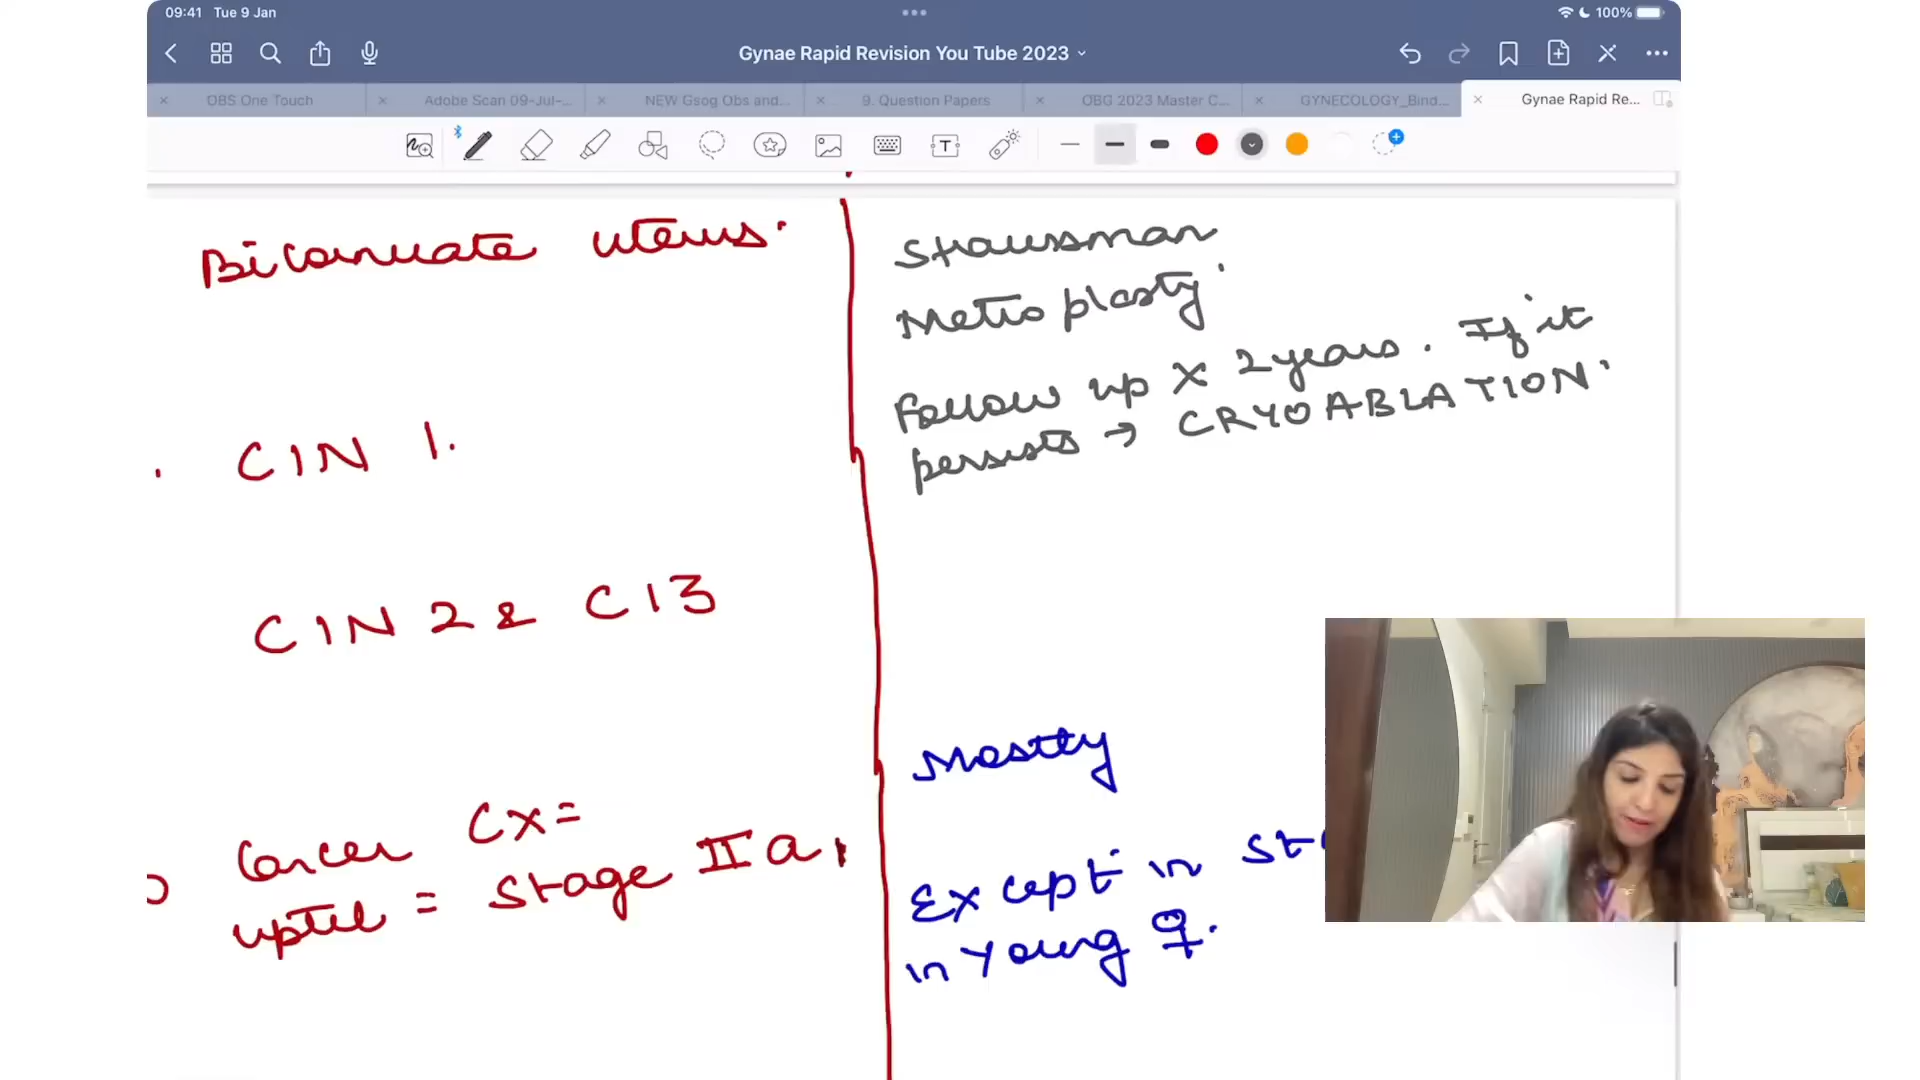 09:41 Tue 9 Jan
100%
Gynae Rapid Revision You Tube 2023
OBS One Touch
Adobe Scan 09-Jul-...
NEW Gsog Obs and...
9. Question Papers
OBG 2023 Master C...
GYNECOLOGY_Bind...
Gynae Rapid Re...
Bicornuate uterus.
Straussman
Metroplasty.
CIN 1.
Follow up x 2 years. If it
persists → CRYOABLATION.
CIN 2 & CI3
Mostly
Cancer Cx=
uptil = Stage IIa,
Except in
in Young ♀.